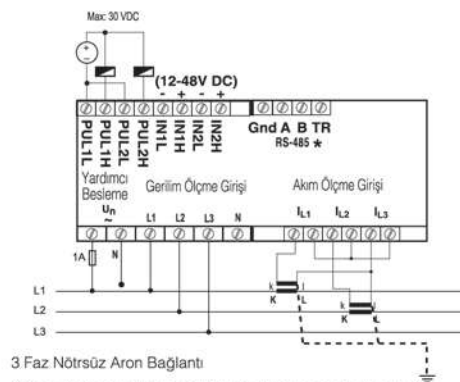 Max: 30 VDC
(12-48V DC)
- + - +
PUL1L PUL1H PUL2L PUL2H IN1L IN1H IN2L IN2H
Gnd A B TR
RS-485 *
Yardımcı Besleme
Gerilim Ölçme Girişi
Akım Ölçme Girişi
Un ~
L1 L2 L3 N
IL1 IL2 IL3
1A
N
L1
k l
K L
L2
k l
K L
L3
3 Faz Nötrsüz Aron Bağlantı